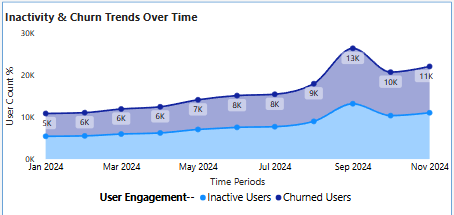 Inactivity & Churn Trends Over Time
30K
20K
10K
0K
User Count %
5K
6K
6K
6K
7K
8K
8K
9K
13K
10K
11K
Jan 2024
Mar 2024
May 2024
Jul 2024
Sep 2024
Nov 2024
Time Periods
User Engagement-- Inactive Users Churned Users